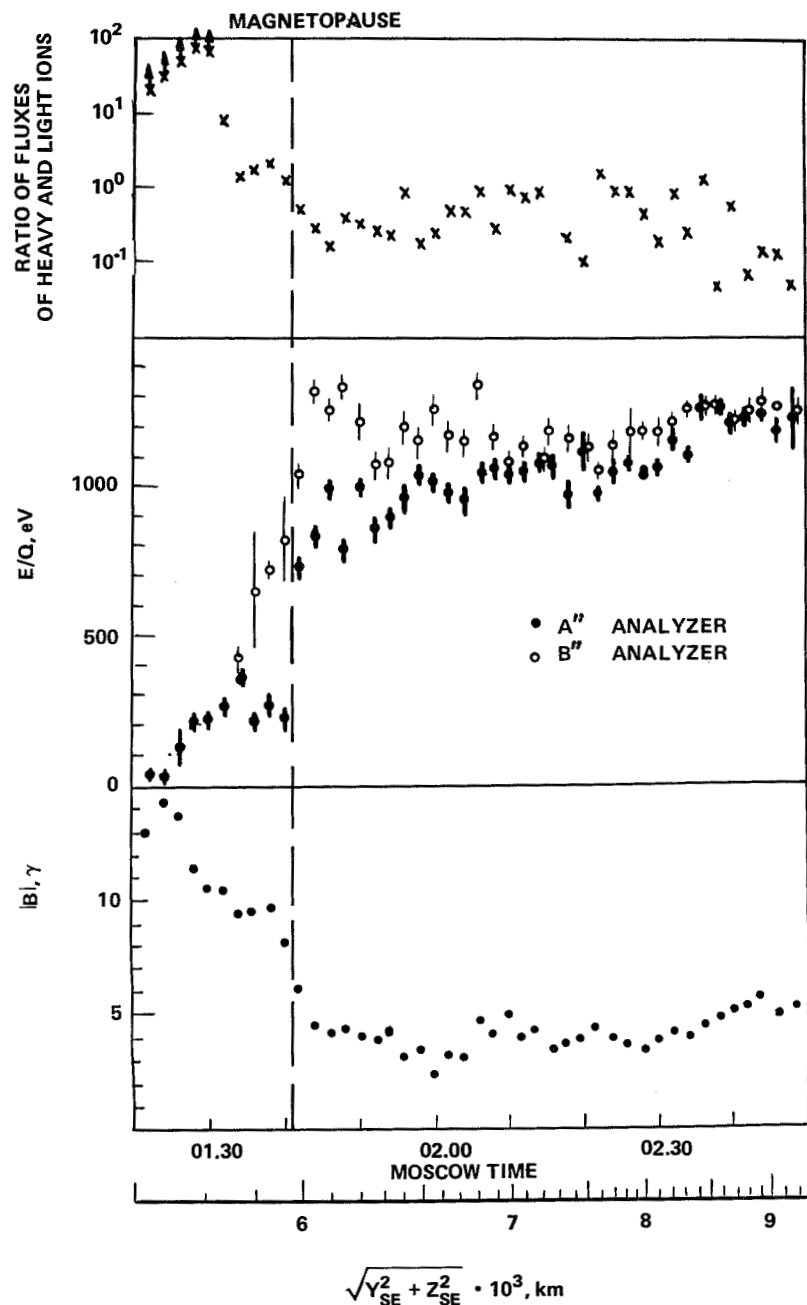 MAGNETOPAUSE
RATIO OF FLUXES
OF HEAVY AND LIGHT IONS
10²
10¹
10⁰
10⁻¹
E/Q, eV
1000
500
0
● A″ ANALYZER
○ B″ ANALYZER
|B|, γ
10
5
01.30 02.00 02.30
MOSCOW TIME
6 7 8 9
√Y²SE + Z²SE • 10³, km